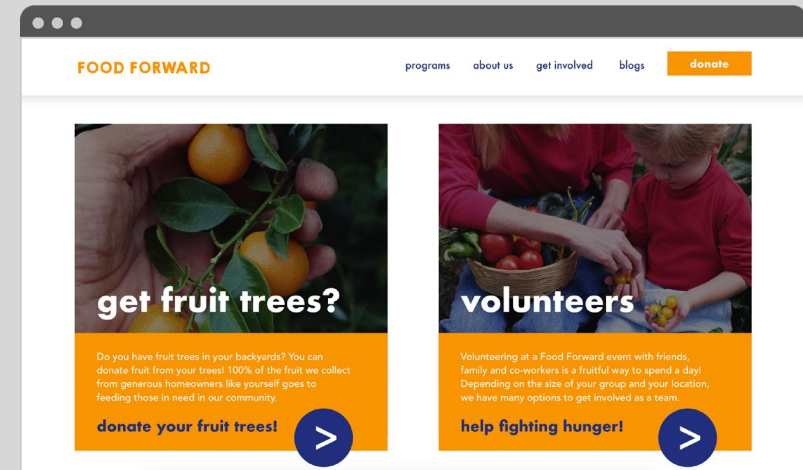 FOOD FORWARD
programs about us get involved blogs donate
get fruit trees?
Do you have fruit trees in your backyards? You can
donate fruit from your trees! 100% of the fruit we collect
from generous homeowners like yourself goes to
feeding those in need in our community.
donate your fruit trees!
>
volunteers
Volunteering at a Food Forward event with friends,
family and co-workers is a fruitful way to spend a day!
Depending on the size of your group and your location,
we have many options to get involved as a team.
help fighting hunger!
>